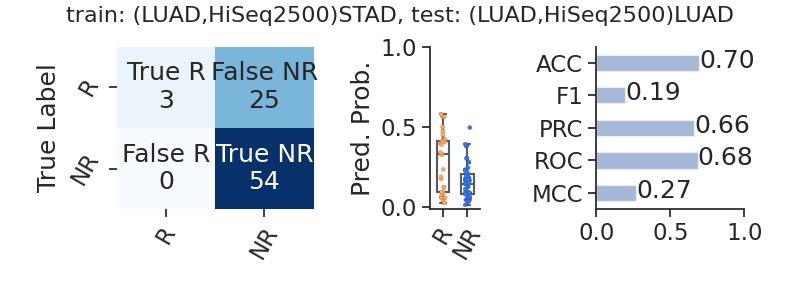 train: (LUAD,HiSeq2500)STAD, test: (LUAD,HiSeq2500)LUAD
True Label
R
NR
True R
3
False NR
25
False R
0
True NR
54
R
NR
Pred. Prob.
1.0
0.5
0.0
R
NR
ACC
F1
PRC
ROC
MCC
0.70
0.19
0.66
0.68
0.27
0.0
0.5
1.0